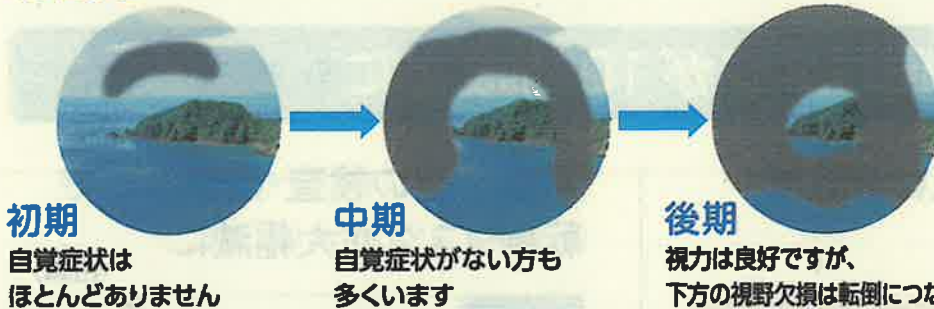 初期
自覚症状は
ほとんどありません
中期
自覚症状がない方も
多くいます
後期
視力は良好ですが、
下方の視野欠損は転倒につな